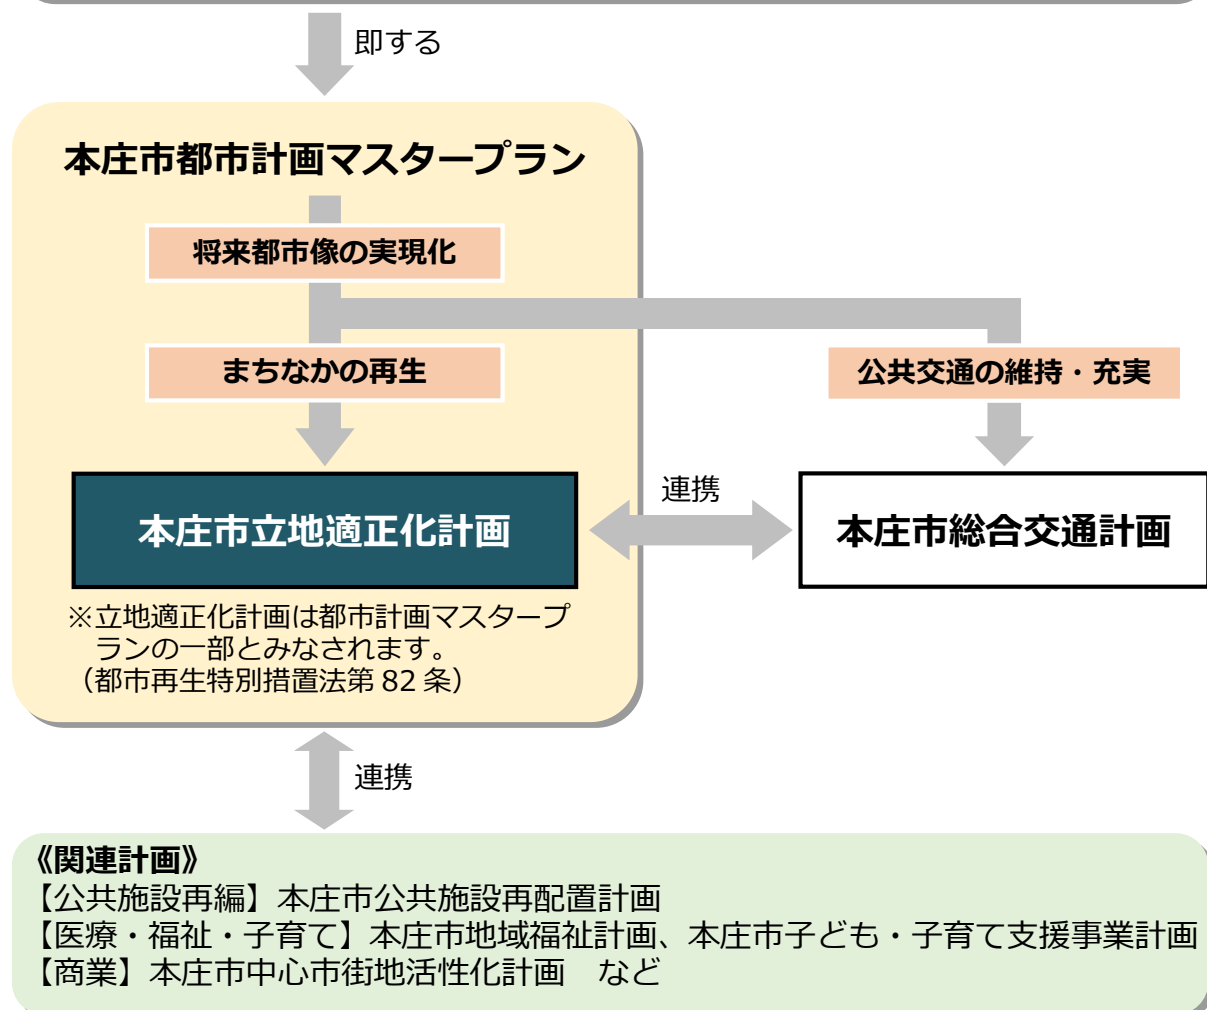 即する
本庄市都市計画マスタープラン
将来都市像の実現化
まちなかの再生
公共交通の維持・充実
本庄市立地適正化計画
連携
本庄市総合交通計画
※立地適正化計画は都市計画マスタープ
ランの一部とみなされます。
（都市再生特別措置法第 82 条）
連携
《関連計画》
【公共施設再編】本庄市公共施設再配置計画
【医療・福祉・子育て】本庄市地域福祉計画、本庄市子ども・子育て支援事業計画
【商業】本庄市中心市街地活性化計画　など